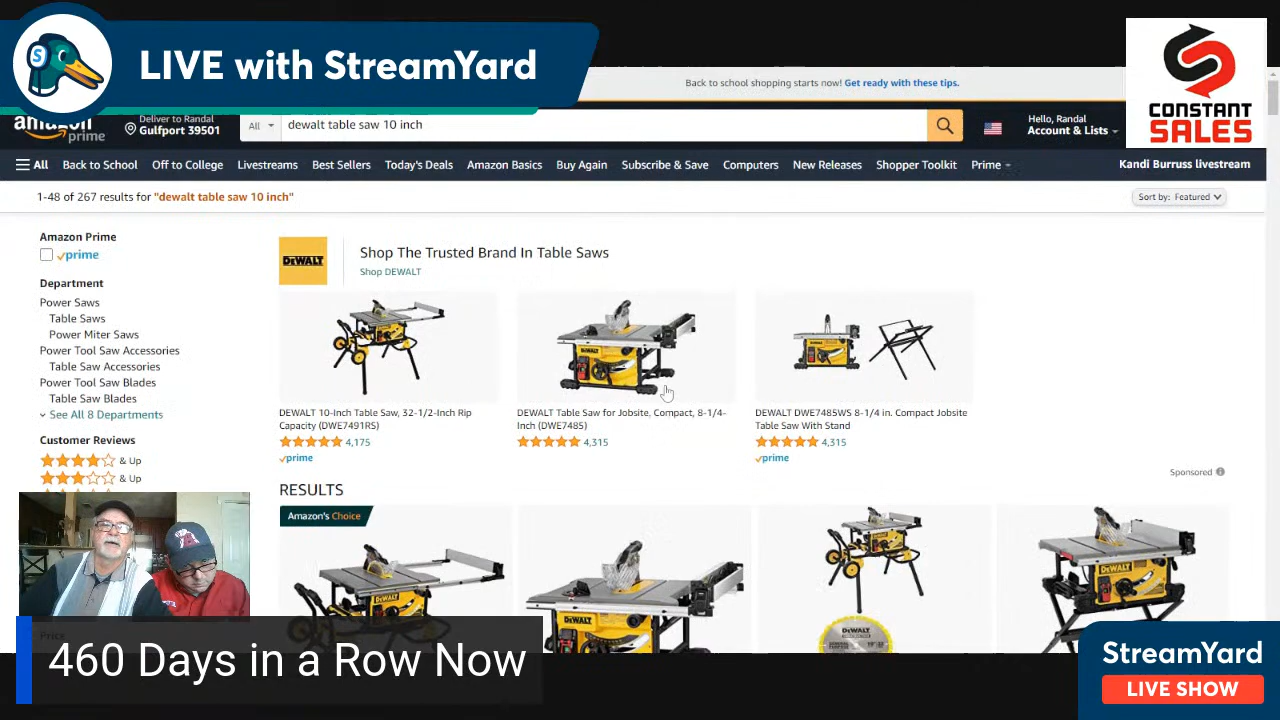 LIVE with StreamYard
S
Back to school shopping starts now! Get ready with these tips.
CONSTANT
SALES
amazon
prime
Deliver to Randal
Gulfport 39501
All
dewalt table saw 10 inch
Hello, Randal
Account & Lists
All
Back to School
Off to College
Livestreams
Best Sellers
Today's Deals
Amazon Basics
Buy Again
Subscribe & Save
Computers
New Releases
Shopper Toolkit
Prime
Kandi Burruss livestream
1-48 of 267 results for "dewalt table saw 10 inch"
Sort by: Featured
Amazon Prime
prime
Department
Power Saws
Table Saws
Power Miter Saws
Power Tool Saw Accessories
Table Saw Accessories
Power Tool Saw Blades
Table Saw Blades
See All 8 Departments
Customer Reviews
& Up
& Up
DEWALT
Shop The Trusted Brand In Table Saws
Shop DEWALT
DEWALT 10-Inch Table Saw, 32-1/2-Inch Rip
Capacity (DWE7491RS)
4,175
prime
DEWALT Table Saw for Jobsite, Compact, 8-1/4-
Inch (DWE7485)
4,315
DEWALT DWE7485WS 8-1/4 in. Compact Jobsite
Table Saw With Stand
4,315
prime
Sponsored
RESULTS
Amazon's Choice
DEWALT
DEWALT
DEWALT
DEWALT
Price
460 Days in a Row Now
StreamYard
LIVE SHOW